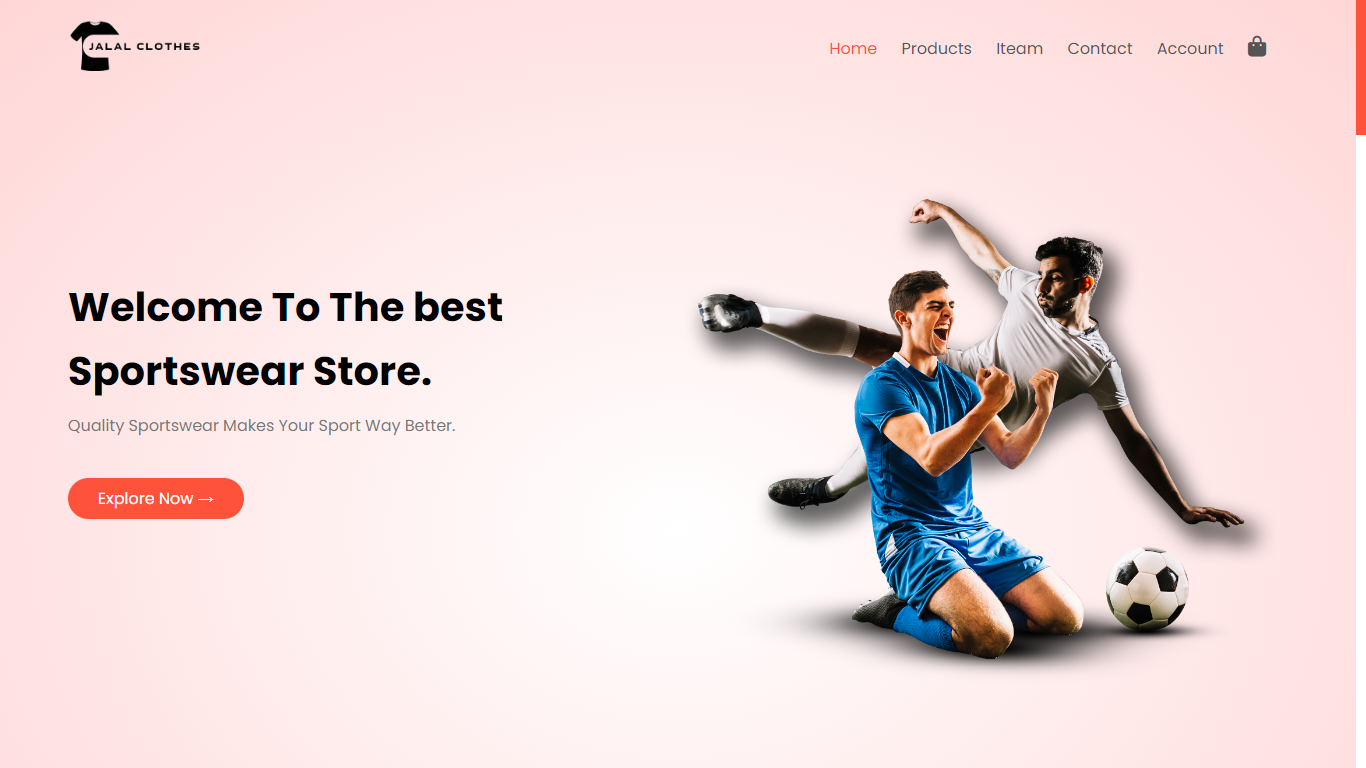 JALAL CLOTHES
Home Products Iteam Contact Account
Welcome To The best
Sportswear Store.
Quality Sportswear Makes Your Sport Way Better.
Explore Now →